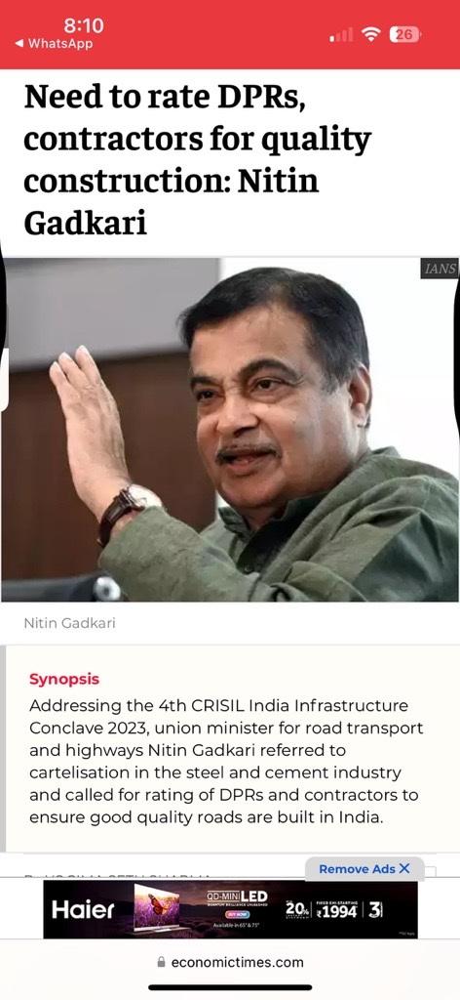 8:10
26
◀ WhatsApp
Need to rate DPRs,
contractors for quality
construction: Nitin
Gadkari
IANS
Nitin Gadkari
Synopsis
Addressing the 4th CRISIL India Infrastructure
Conclave 2023, union minister for road transport
and highways Nitin Gadkari referred to
cartelisation in the steel and cement industry
and called for rating of DPRs and contractors to
ensure good quality roads are built in India.
Remove Ads ✕
Haier
QD-MINI LED
BUY NOW
Available in 65" & 75"
20%
FIXED EMI STARTING
₹1994
3
economictimes.com